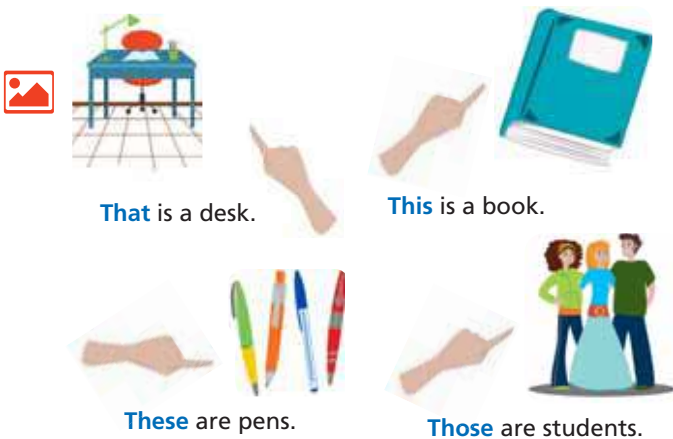 That is a desk.
This is a book.
These are pens.
Those are students.